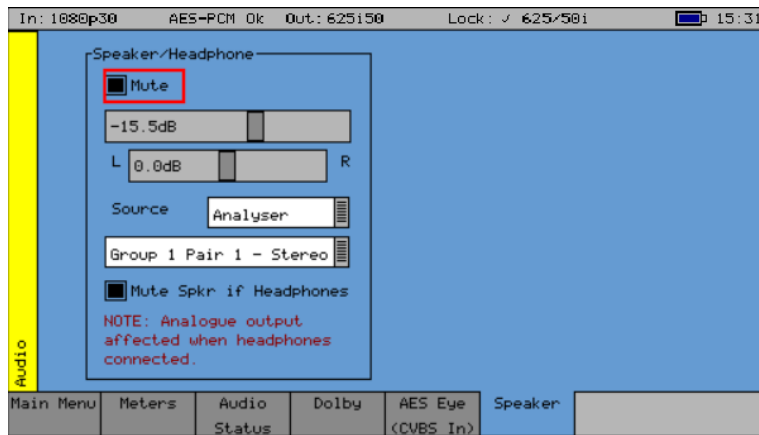 In: 1080p30 AES-PCM Ok Out: 625i50 Lock: ✓ 625/50i 15:31
Speaker/Headphone
Mute
-15.5dB
L 0.0dB R
Source Analyser
Group 1 Pair 1 - Stereo
Mute Spkr if Headphones
NOTE: Analogue output
affected when headphones
connected.
Audio
Main Menu Meters Audio Dolby AES Eye Speaker
Status (CVBS In)